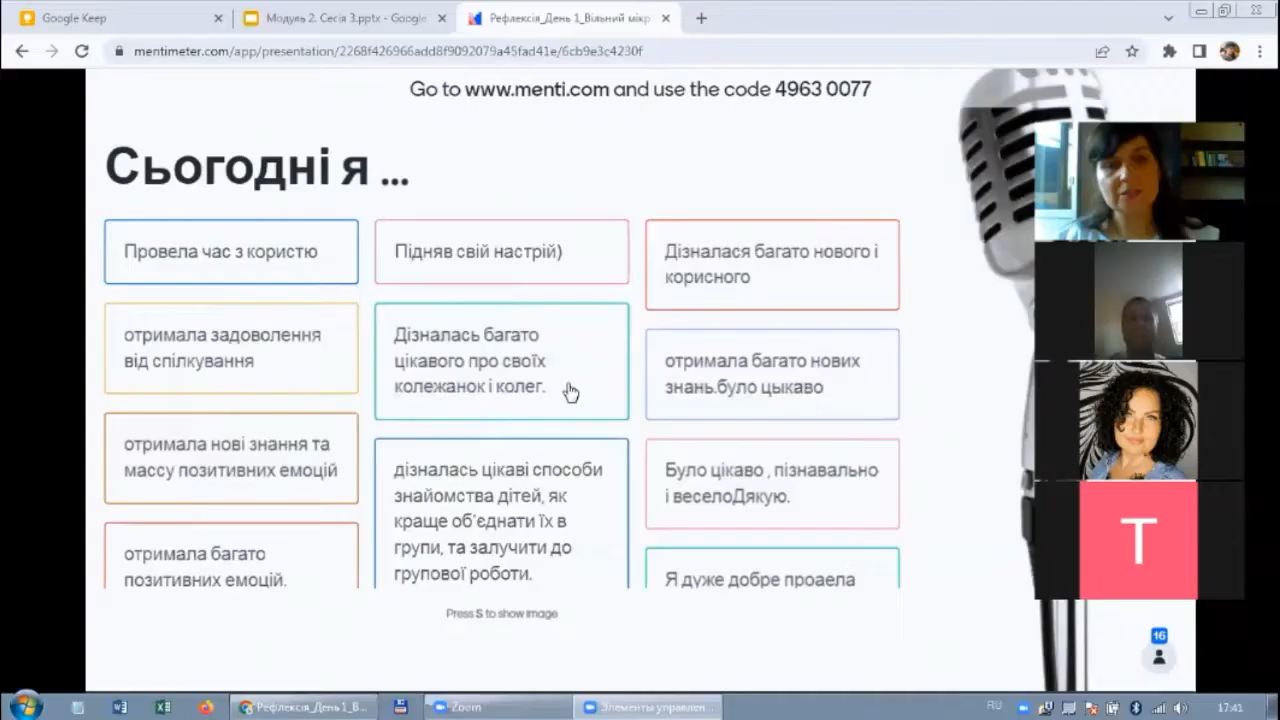 Google Keep
Модуль 2. Сесія 3.pptx - Google
Рефлексія_День 1_Вільний мікр
mentimeter.com/app/presentation/2268f426966add8f9092079a45fad41e/6cb9e3c4230f
Go to www.menti.com and use the code 4963 0077
Сьогодні я ...
Провела час з користю
отримала задоволення
від спілкування
отримала нові знання та
массу позитивних емоцій
отримала багато
позитивних емоцій.
Підняв свій настрій)
Дізналась багато
цікавого про своїх
колежанок і колег.
дізналась цікаві способи
знайомства дітей, як
краще об'єднати їх в
групи, та залучити до
групової роботи.
Дізналася багато нового і
корисного
отримала багато нових
знань.було цыкаво
Було цікаво , пізнавально
і веселоДякую.
Я дуже добре проаела
Press S to show image
T
16
Рефлексія_День 1_В...
Zoom
Элементы управлен...
RU
17:41